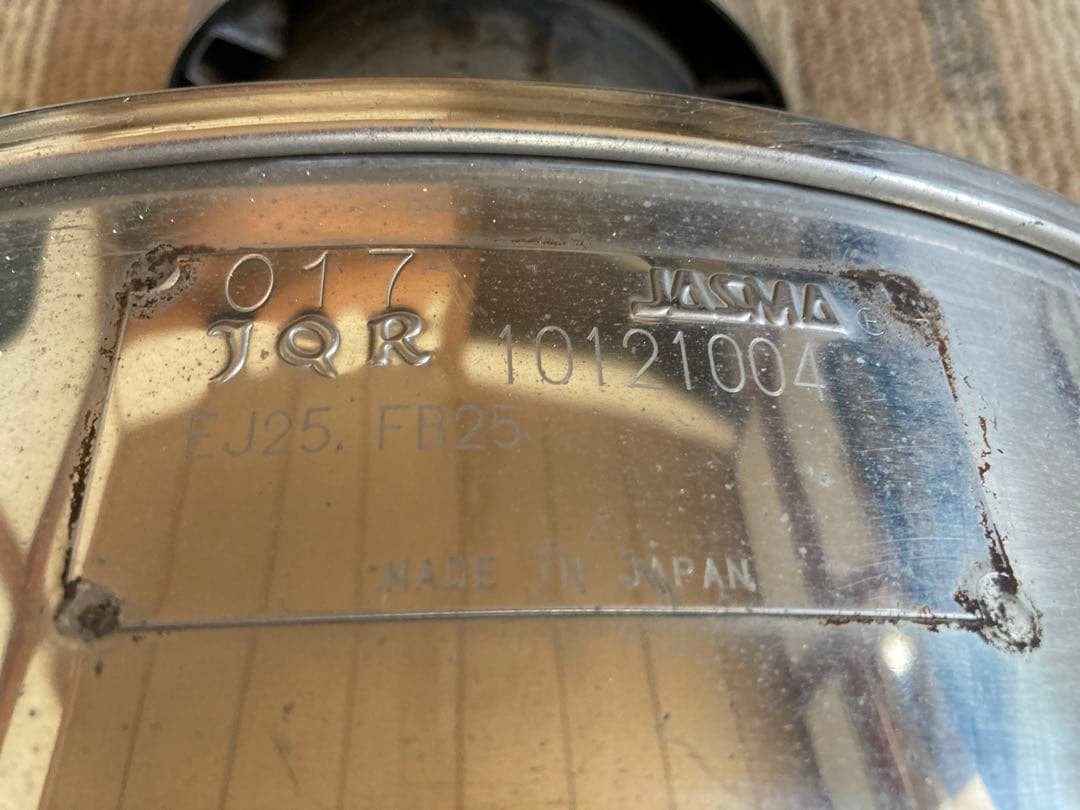 017
JQR 10121004
JASMA ®
EJ25. FB25
MADE IN JAPAN